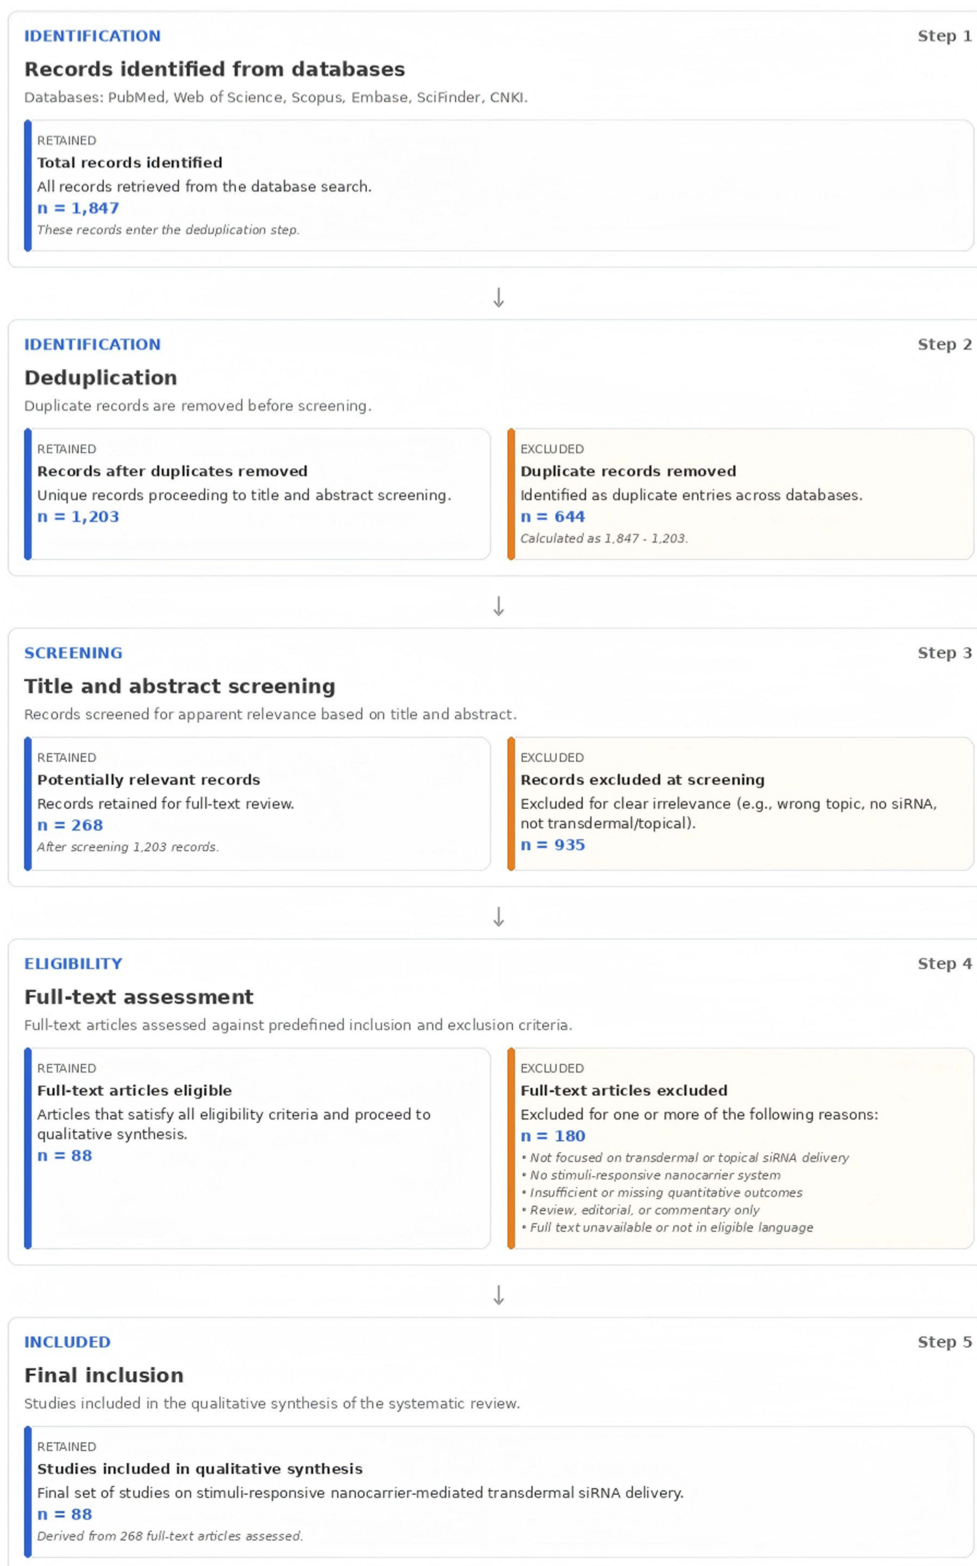 IDENTIFICATION
Step 1
Records identified from databases
Databases: PubMed, Web of Science, Scopus, Embase, SciFinder, CNKI.
RETAINED
Total records identified
All records retrieved from the database search.
n = 1,847
These records enter the deduplication step.
↓
IDENTIFICATION
Step 2
Deduplication
Duplicate records are removed before screening.
RETAINED
Records after duplicates removed
Unique records proceeding to title and abstract screening.
n = 1,203
EXCLUDED
Duplicate records removed
Identified as duplicate entries across databases.
n = 644
Calculated as 1,847 - 1,203.
↓
SCREENING
Step 3
Title and abstract screening
Records screened for apparent relevance based on title and abstract.
RETAINED
Potentially relevant records
Records retained for full-text review.
n = 268
After screening 1,203 records.
EXCLUDED
Records excluded at screening
Excluded for clear irrelevance (e.g., wrong topic, no siRNA,
not transdermal/topical).
n = 935
↓
ELIGIBILITY
Step 4
Full-text assessment
Full-text articles assessed against predefined inclusion and exclusion criteria.
RETAINED
Full-text articles eligible
Articles that satisfy all eligibility criteria and proceed to
qualitative synthesis.
n = 88
EXCLUDED
Full-text articles excluded
Excluded for one or more of the following reasons:
n = 180
• Not focused on transdermal or topical siRNA delivery
• No stimuli-responsive nanocarrier system
• Insufficient or missing quantitative outcomes
• Review, editorial, or commentary only
• Full text unavailable or not in eligible language
↓
INCLUDED
Step 5
Final inclusion
Studies included in the qualitative synthesis of the systematic review.
RETAINED
Studies included in qualitative synthesis
Final set of studies on stimuli-responsive nanocarrier-mediated transdermal siRNA delivery.
n = 88
Derived from 268 full-text articles assessed.